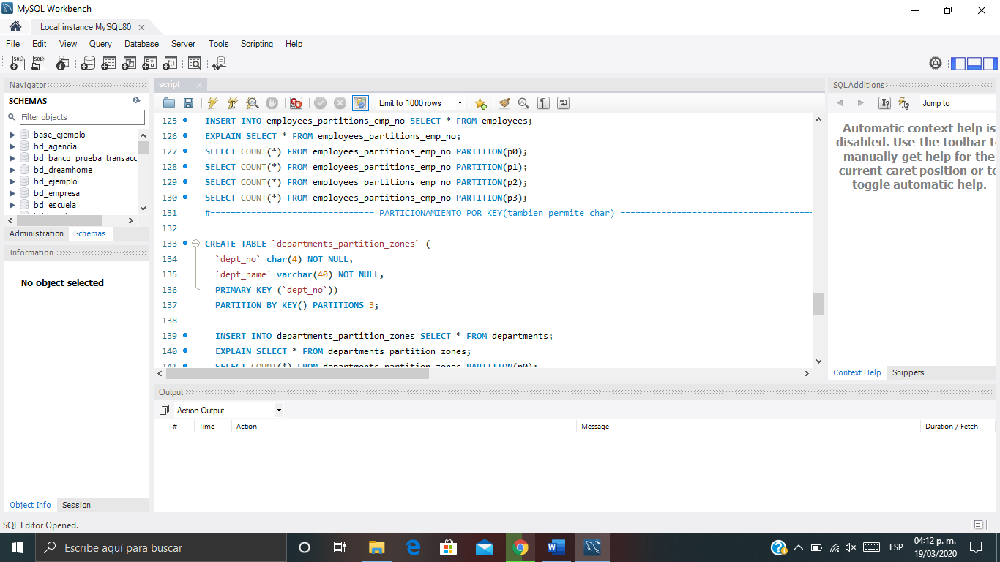 MySQL Workbench
Local instance MySQL80
File Edit View Query Database Server Tools Scripting Help
Navigator
SCHEMAS
Filter objects
base_ejemplo
bd_agencia
bd_banco_prueba_transacc
bd_dreamhome
bd_ejemplo
bd_empresa
bd_escuela
Administration Schemas
Information
No object selected
Object Info Session
script
Limit to 1000 rows
125 INSERT INTO employees_partitions_emp_no SELECT * FROM employees;
126 EXPLAIN SELECT * FROM employees_partitions_emp_no;
127 SELECT COUNT(*) FROM employees_partitions_emp_no PARTITION(p0);
128 SELECT COUNT(*) FROM employees_partitions_emp_no PARTITION(p1);
129 SELECT COUNT(*) FROM employees_partitions_emp_no PARTITION(p2);
130 SELECT COUNT(*) FROM employees_partitions_emp_no PARTITION(p3);
131 #================================ PARTICIONAMIENTO POR KEY(tambien permite char) ======================================
132
133 CREATE TABLE `departments_partition_zones` (
134 `dept_no` char(4) NOT NULL,
135 `dept_name` varchar(40) NOT NULL,
136 PRIMARY KEY (`dept_no`))
137 PARTITION BY KEY() PARTITIONS 3;
138
139 INSERT INTO departments_partition_zones SELECT * FROM departments;
140 EXPLAIN SELECT * FROM departments_partition_zones;
141 SELECT COUNT(*) FROM departments_partition_zones PARTITION(p0);
SQL Additions
Jump to
Automatic context help is
disabled. Use the toolbar to
manually get help for the
current caret position or to
toggle automatic help.
Context Help Snippets
Output
Action Output
# Time Action Message Duration / Fetch
SQL Editor Opened.
Escribe aquí para buscar
ESP
04:12 p. m.
19/03/2020